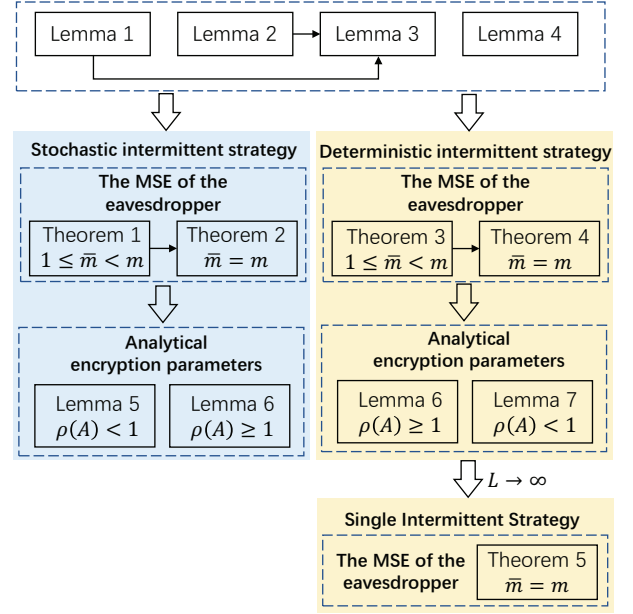 Lemma 1
Lemma 2
Lemma 3
Lemma 4
Stochastic intermittent strategy
The MSE of the
eavesdropper
Theorem 1
1 ≤ m̅ < m
Theorem 2
m̅ = m
Analytical
encryption parameters
Lemma 5
ρ(A) < 1
Lemma 6
ρ(A) ≥ 1
Deterministic intermittent strategy
The MSE of the
eavesdropper
Theorem 3
1 ≤ m̅ < m
Theorem 4
m̅ = m
Analytical
encryption parameters
Lemma 6
ρ(A) ≥ 1
Lemma 7
ρ(A) < 1
L → ∞
Single Intermittent Strategy
The MSE of the
eavesdropper
Theorem 5
m̅ = m